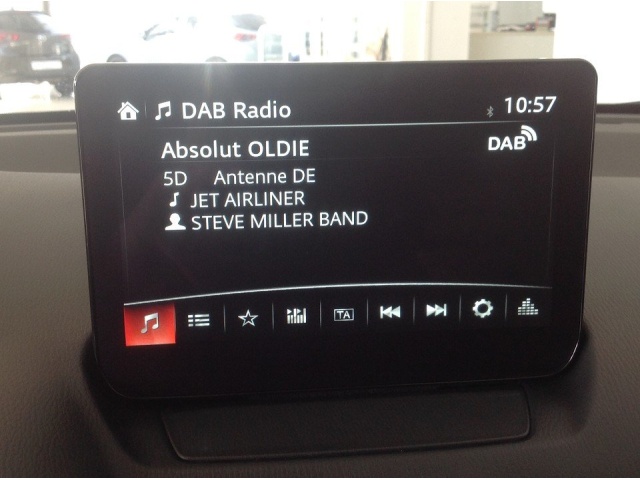 DAB Radio 10:57
Absolut OLDIE DAB
5D Antenne DE
JET AIRLINER
STEVE MILLER BAND
TA